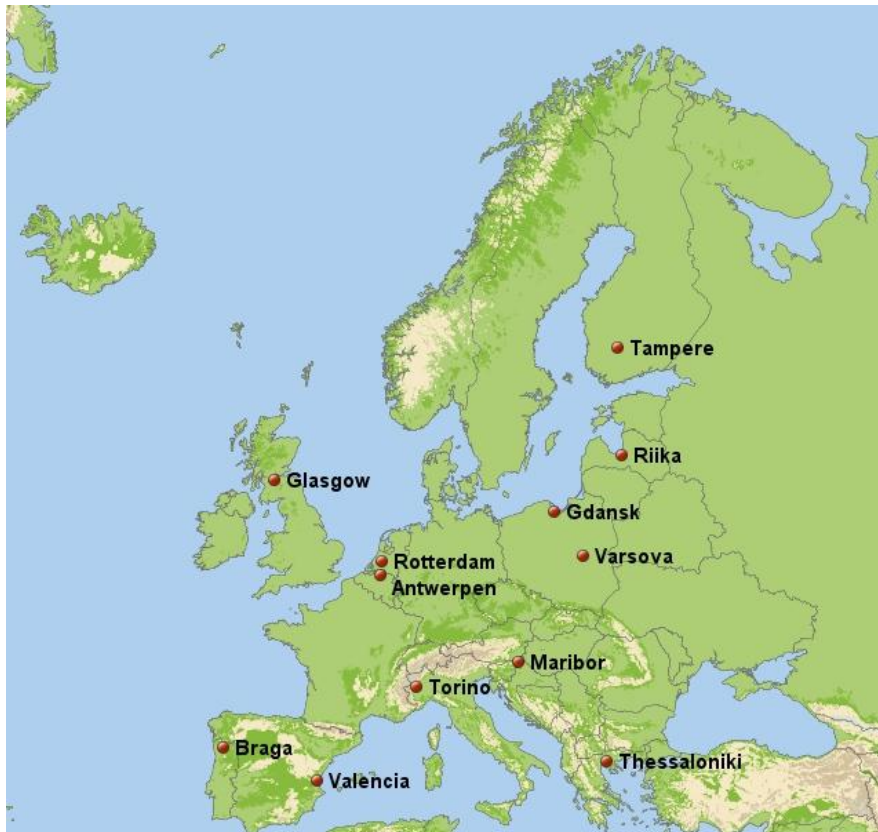 Tampere
Riika
Glasgow
Gdansk
Varsova
Rotterdam
Antwerpen
Maribor
Torino
Braga
Thessaloniki
Valencia